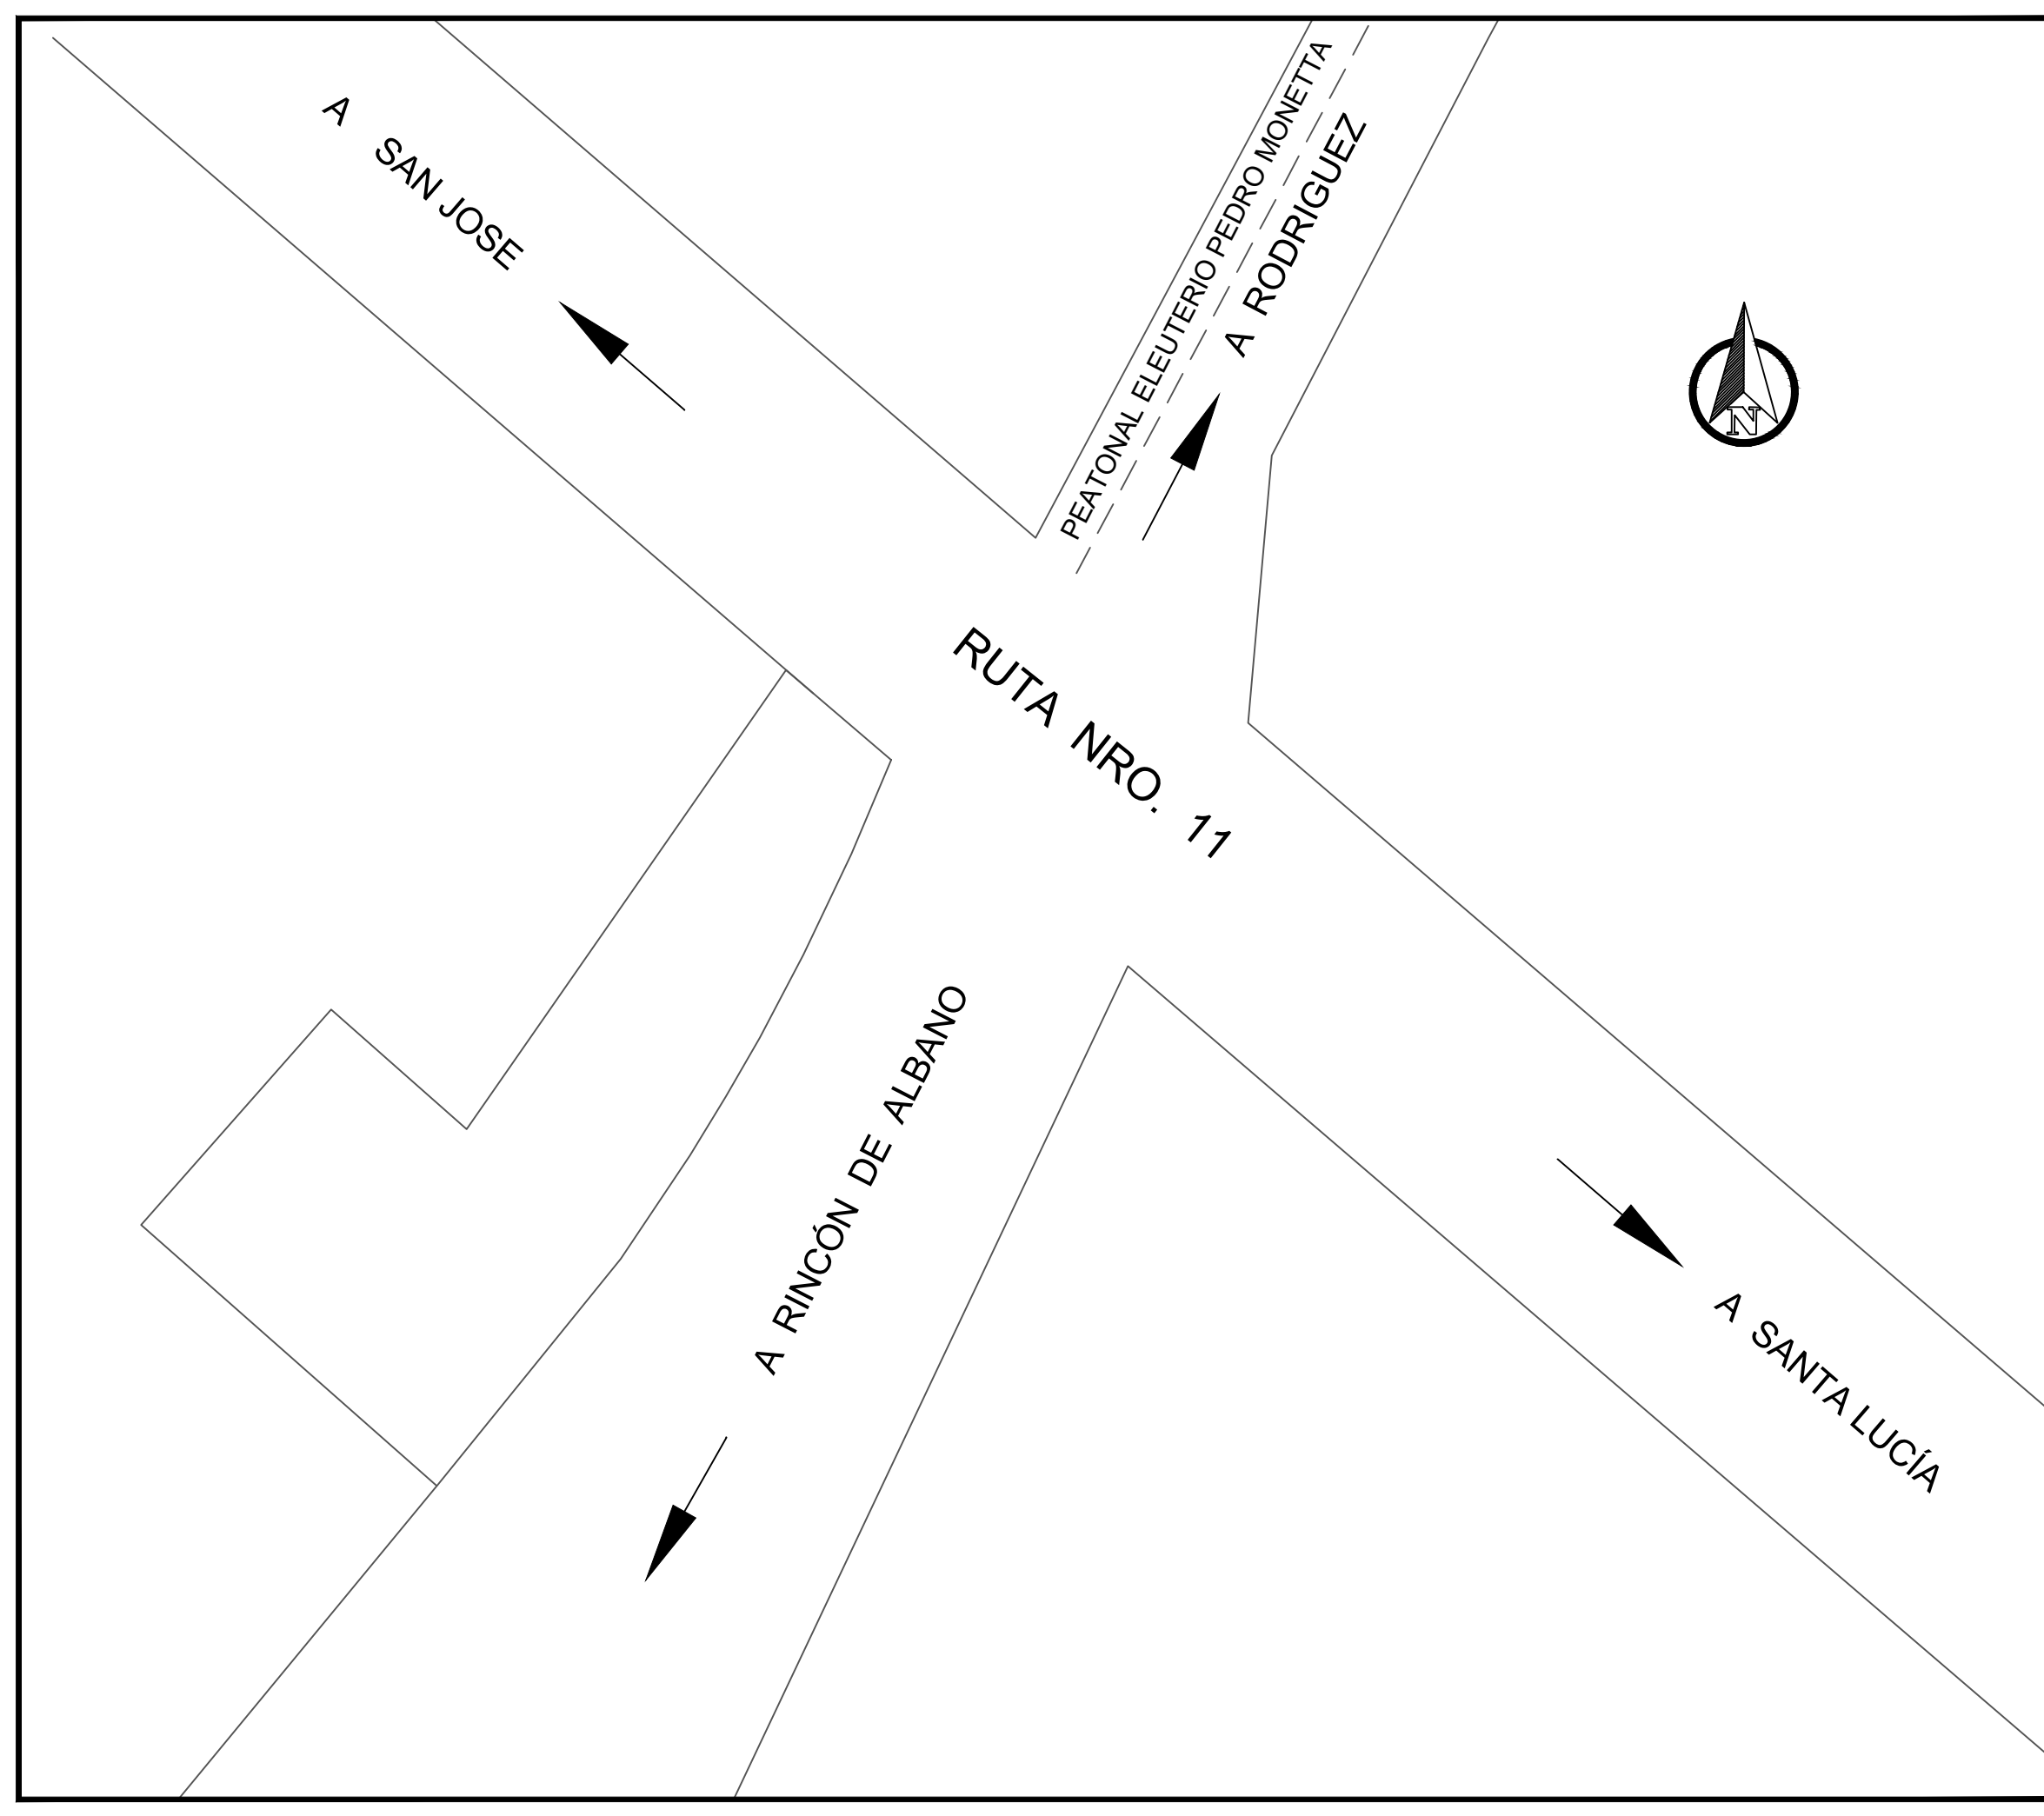 A SAN JOSE
PEATONAL ELEUTERIO PEDRO MONETTA
A RODRIGUEZ
N
RUTA NRO. 11
A RINCÓN DE ALBANO
A SANTA LUCÍA